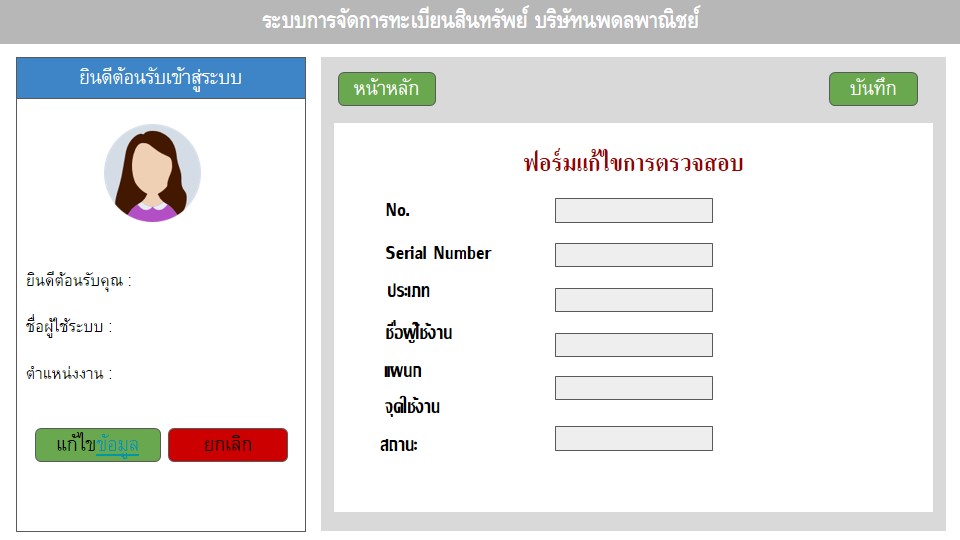 ระบบการจัดการทะเบียนสินทรัพย์ บริษัทนพดลพาณิชย์
ยินดีต้อนรับเข้าสู่ระบบ
ยินดีต้อนรับคุณ :
ชื่อผู้ใช้ระบบ :
ตำแหน่งงาน :
แก้ไขข้อมูล
ยกเลิก
หน้าหลัก
บันทึก
ฟอร์มแก้ไขการตรวจสอบ
No.
Serial Number
ประเภท
ชื่อผู้ใช้งาน
แผนก
จุดใช้งาน
สถานะ